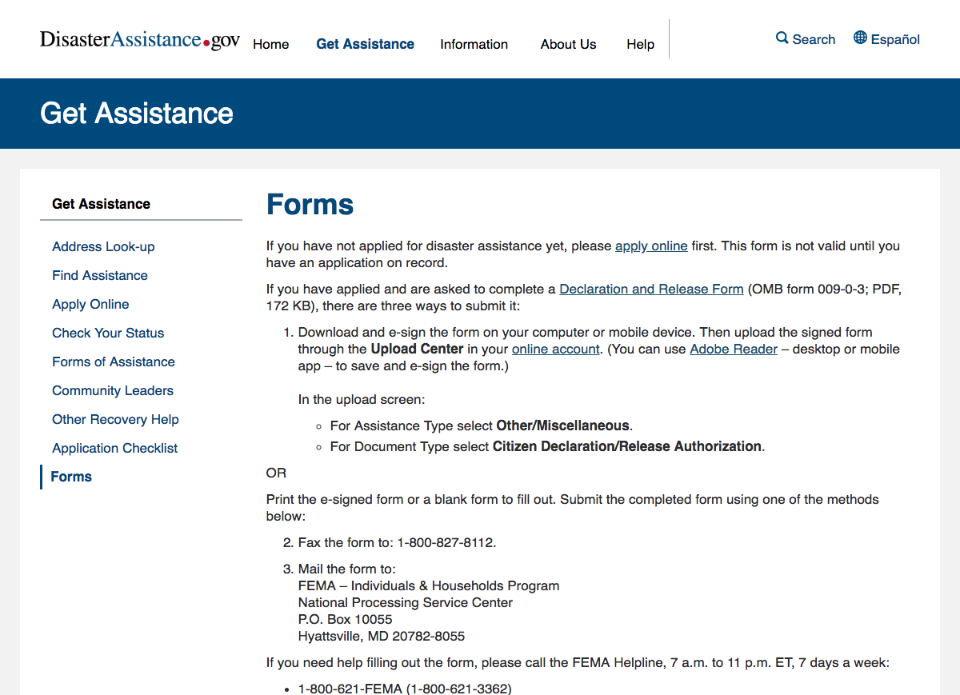 DisasterAssistance.gov Home Get Assistance Information About Us Help Search Español
Get Assistance
Get Assistance
Address Look-up
Find Assistance
Apply Online
Check Your Status
Forms of Assistance
Community Leaders
Other Recovery Help
Application Checklist
Forms
Forms
If you have not applied for disaster assistance yet, please apply online first. This form is not valid until you
have an application on record.
If you have applied and are asked to complete a Declaration and Release Form (OMB form 009-0-3; PDF,
172 KB), there are three ways to submit it:
1. Download and e-sign the form on your computer or mobile device. Then upload the signed form
through the Upload Center in your online account. (You can use Adobe Reader – desktop or mobile
app – to save and e-sign the form.)
In the upload screen:
◦ For Assistance Type select Other/Miscellaneous.
◦ For Document Type select Citizen Declaration/Release Authorization.
OR
Print the e-signed form or a blank form to fill out. Submit the completed form using one of the methods
below:
2. Fax the form to: 1-800-827-8112.
3. Mail the form to:
FEMA – Individuals & Households Program
National Processing Service Center
P.O. Box 10055
Hyattsville, MD 20782-8055
If you need help filling out the form, please call the FEMA Helpline, 7 a.m. to 11 p.m. ET, 7 days a week:
• 1-800-621-FEMA (1-800-621-3362)